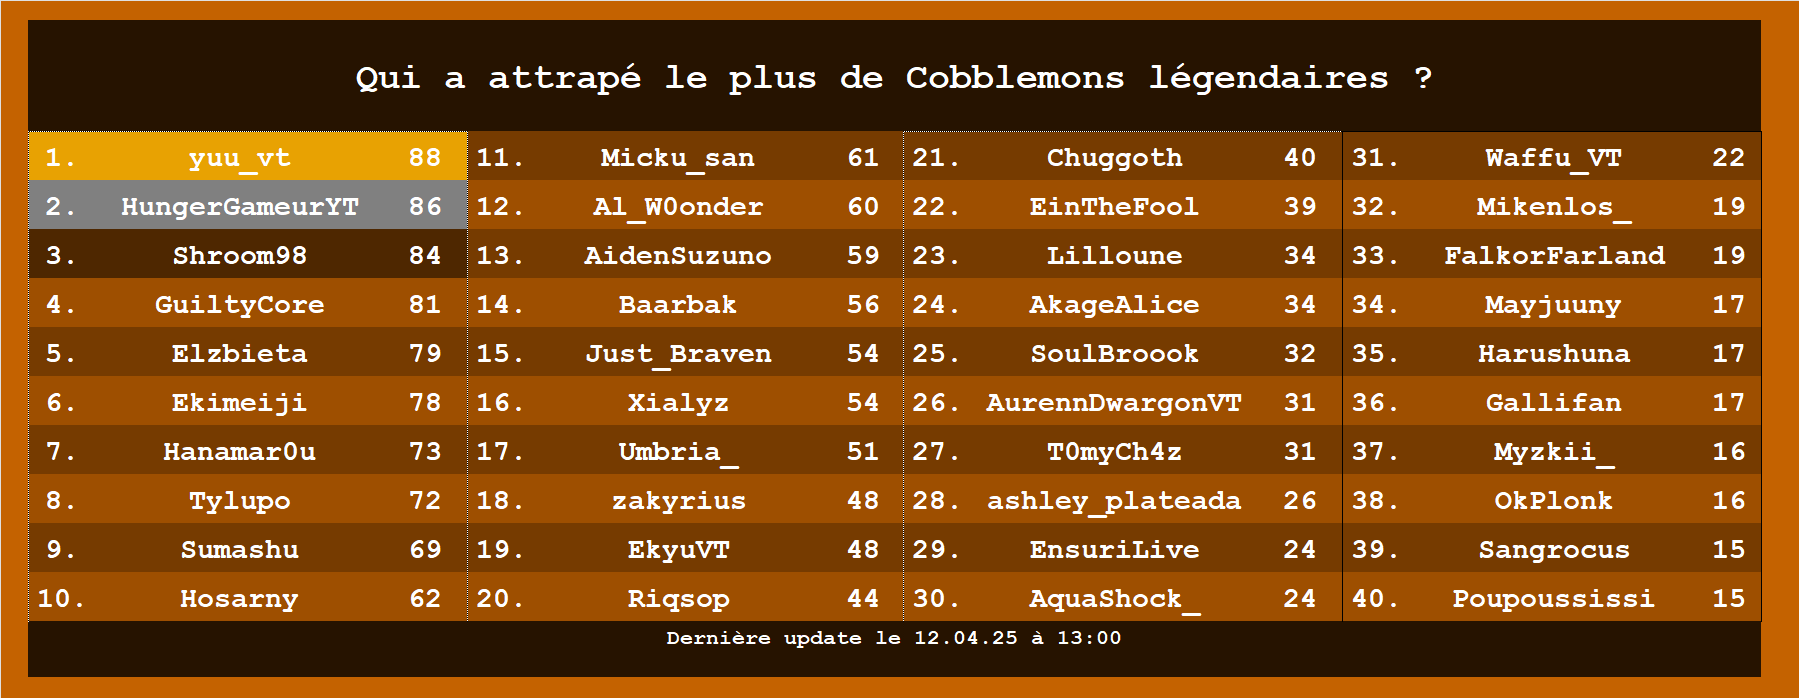 Qui a attrapé le plus de Cobblemons légendaires ?
1. yuu_vt 88
2. HungerGameurYT 86
3. Shroom98 84
4. GuiltyCore 81
5. Elzbieta 79
6. Ekimeiji 78
7. Hanamar0u 73
8. Tylupo 72
9. Sumashu 69
10. Hosarny 62
11. Micku_san 61
12. Al_W0onder 60
13. AidenSuzuno 59
14. Baarbak 56
15. Just_Braven 54
16. Xialyz 54
17. Umbria_ 51
18. zakyrius 48
19. EkyuVT 48
20. Riqsop 44
21. Chuggoth 40
22. EinTheFool 39
23. Lilloune 34
24. AkageAlice 34
25. SoulBroook 32
26. AurennDwargonVT 31
27. T0myCh4z 31
28. ashley_plateada 26
29. EnsuriLive 24
30. AquaShock_ 24
31. Waffu_VT 22
32. Mikenlos_ 19
33. FalkorFarland 19
34. Mayjuuny 17
35. Harushuna 17
36. Gallifan 17
37. Myzkii_ 16
38. OkPlonk 16
39. Sangrocus 15
40. Poupoussissi 15
Dernière update le 12.04.25 à 13:00